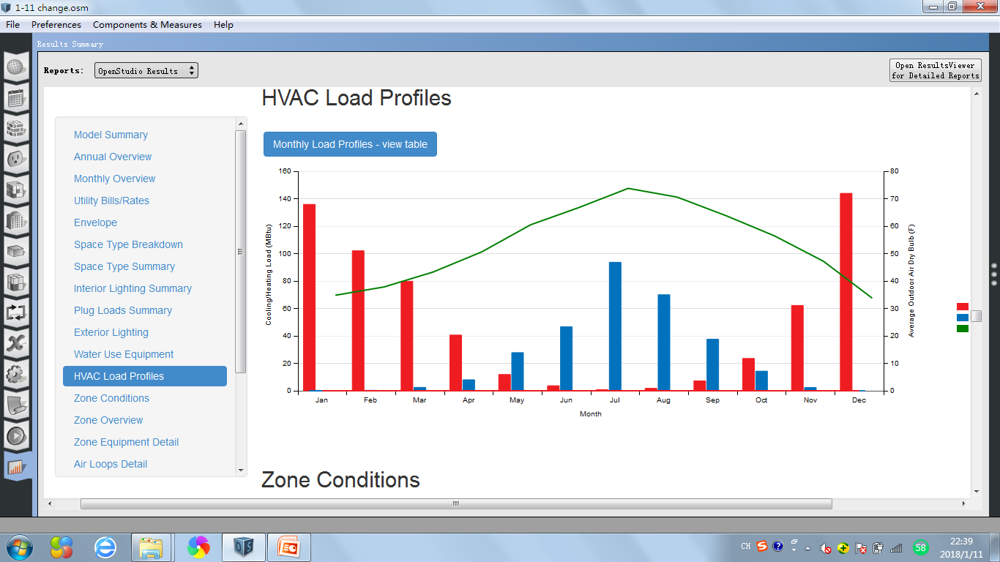 1-11 change.osm
File Preferences Components & Measures Help
Results Summary
Reports: OpenStudio Results
Open ResultsViewer
for Detailed Reports
Model Summary
Annual Overview
Monthly Overview
Utility Bills/Rates
Envelope
Space Type Breakdown
Space Type Summary
Interior Lighting Summary
Plug Loads Summary
Exterior Lighting
Water Use Equipment
HVAC Load Profiles
Zone Conditions
Zone Overview
Zone Equipment Detail
Air Loops Detail
HVAC Load Profiles
Monthly Load Profiles - view table
Cooling/Heating Load (MBtu)
160
140
120
100
80
60
40
20
0
80
70
60
50
40
30
20
10
0
Average Outdoor Air Dry Bulb (F)
Jan Feb Mar Apr May Jun Jul Aug Sep Oct Nov Dec
Month
Zone Conditions
CH
58
22:39
2018/1/11